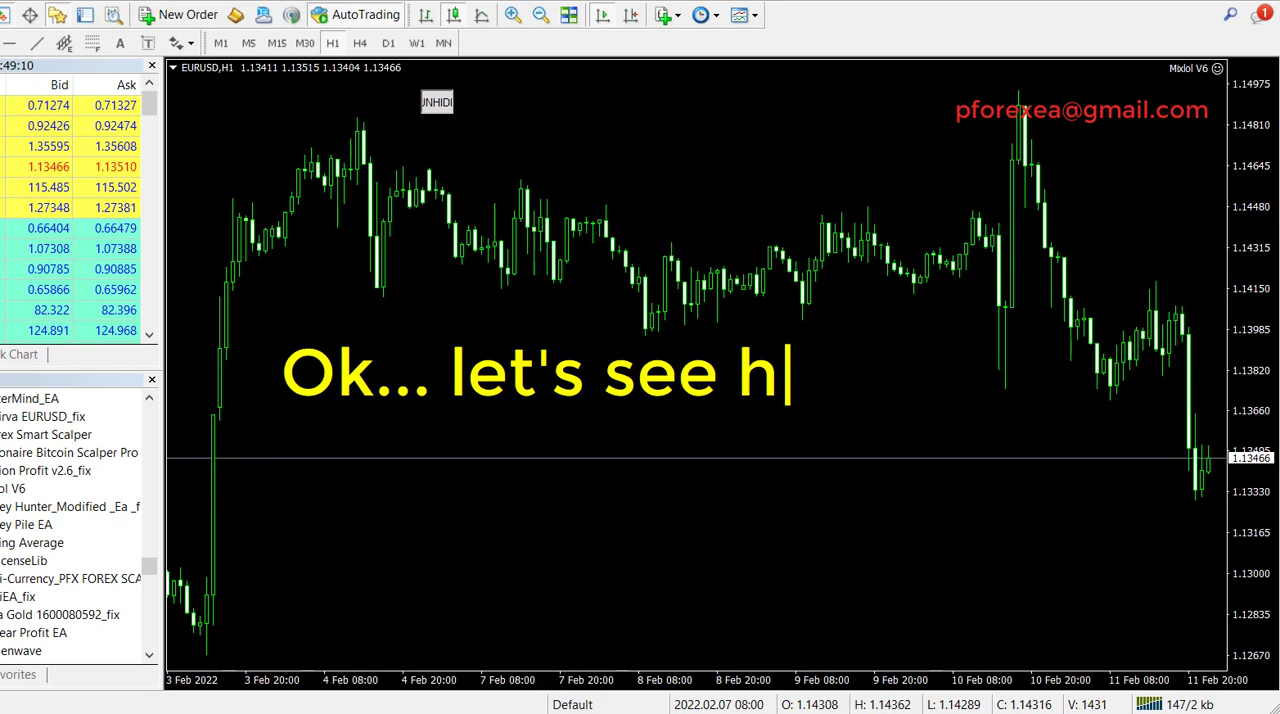 New Order
AutoTrading
1
A
T
M1 M5 M15 M30 H1 H4 D1 W1 MN
:49:10
Bid Ask
0.71274 0.71327
0.92426 0.92474
1.35595 1.35608
1.13466 1.13510
115.485 115.502
1.27348 1.27381
0.66404 0.66479
1.07308 1.07388
0.90785 0.90885
0.65866 0.65962
82.322 82.396
124.891 124.968
k Chart
terMind_EA
irva EURUSD_fix
rex Smart Scalper
onaire Bitcoin Scalper Pro
ion Profit v2.6_fix
lol V6
ey Hunter_Modified _Ea _f
ey Pile EA
ing Average
icenseLib
i-Currency_PFX FOREX SCA
iEA_fix
a Gold 1600080592_fix
ear Profit EA
enwave
vorites
EURUSD,H1 1.13411 1.13515 1.13404 1.13466
JNHIDI
Mixlol V6
pforexea@gmail.com
Ok... let's see h
1.14975
1.14810
1.14645
1.14480
1.14315
1.14150
1.13985
1.13820
1.13660
1.13495
1.13466
1.13330
1.13165
1.13000
1.12835
1.12670
3 Feb 2022 3 Feb 20:00 4 Feb 08:00 4 Feb 20:00 7 Feb 08:00 7 Feb 20:00 8 Feb 08:00 8 Feb 20:00 9 Feb 08:00 9 Feb 20:00 10 Feb 08:00 10 Feb 20:00 11 Feb 08:00 11 Feb 20:00
Default 2022.02.07 08:00 O: 1.14308 H: 1.14362 L: 1.14289 C: 1.14316 V: 1431 147/2 kb